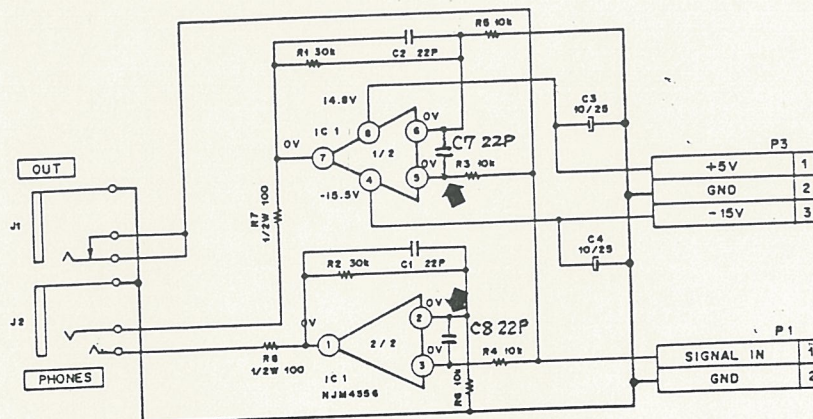 R5 10k
R1 30k
C2 22P
14.8V
0V
C3
10/25
0V
IC 1
8
6
7
1/2
C7 22P
0V
5
4
R3 10k
-15.5V
P3
+5V 1
GND 2
-15V 3
OUT
J1
R7
1/2W 100
C4
10/25
R2 30k
C1 22P
J2
0V
0V
2
C8 22P
1
2/2
0V
3
R4 10k
P1
SIGNAL IN 1
GND 2
R8
1/2W 100
IC 1
NJM4556
R6 10k
PHONES